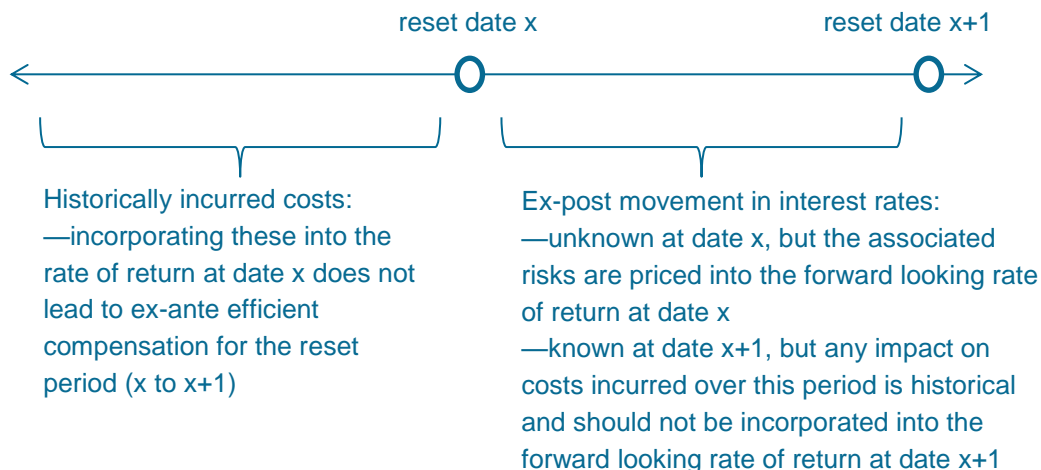 reset date x
reset date x+1
Historically incurred costs:
—incorporating these into the
rate of return at date x does not
lead to ex-ante efficient
compensation for the reset
period (x to x+1)
Ex-post movement in interest rates:
—unknown at date x, but the associated
risks are priced into the forward looking rate
of return at date x
—known at date x+1, but any impact on
costs incurred over this period is historical
and should not be incorporated into the
forward looking rate of return at date x+1